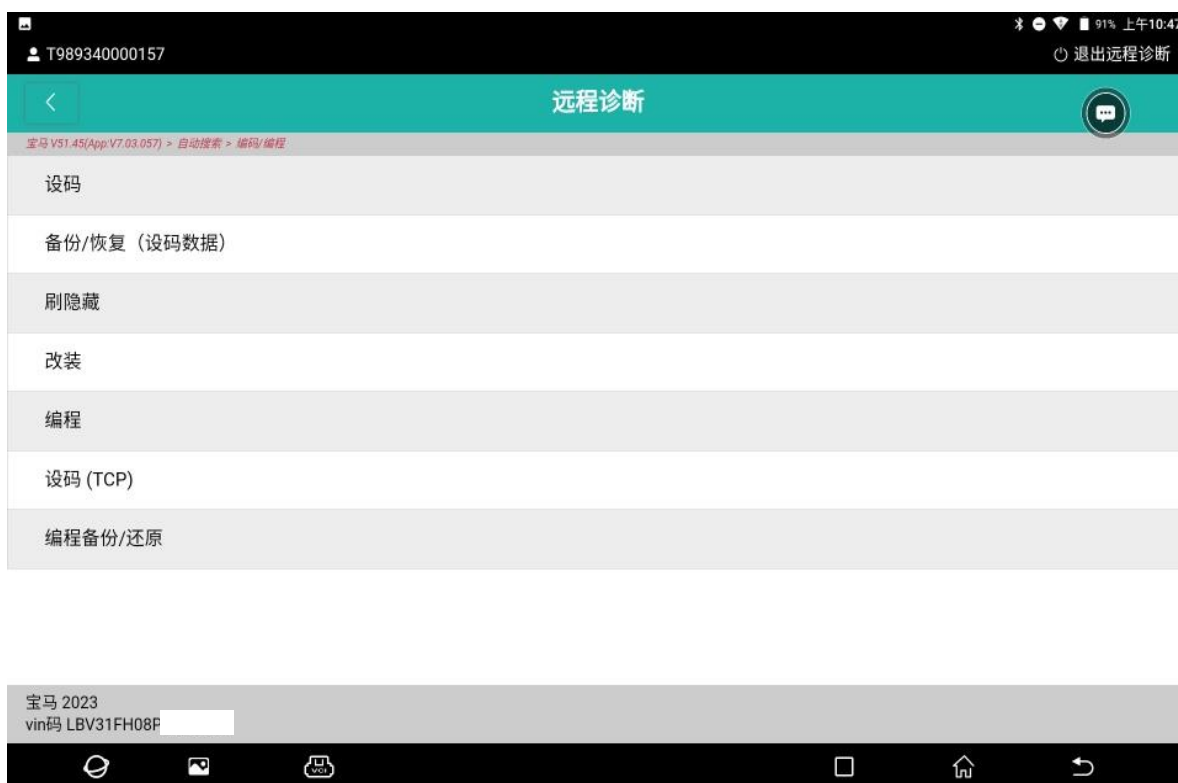 91% 上午10:47
T989340000157
退出远程诊断
远程诊断
宝马 V51.45(App:V7.03.057) > 自动搜索 > 编码/编程
设码
备份/恢复（设码数据）
刷隐藏
改装
编程
设码 (TCP)
编程备份/还原
宝马 2023
vin码 LBV31FH08P
VCI